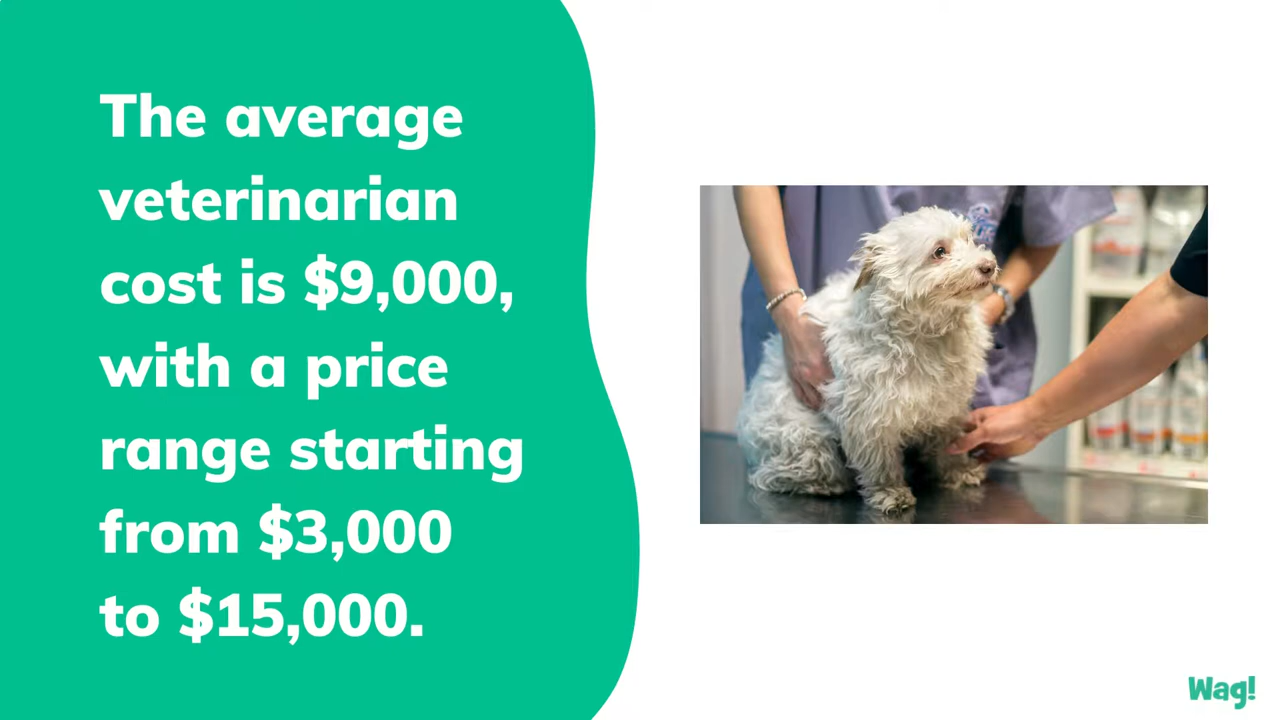 The average
veterinarian
cost is $9,000,
with a price
range starting
from $3,000
to $15,000.
Wag!